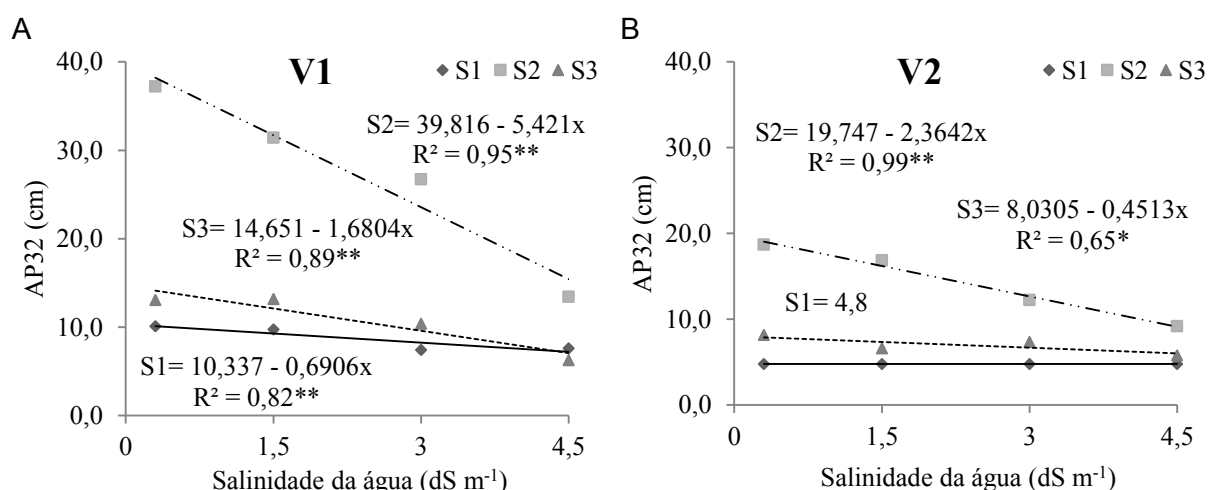 A
40,0
30,0
20,0
10,0
0,0
AP32 (cm)
V1
S1 S2 S3
S2= 39,816 - 5,421x
R² = 0,95**
S3= 14,651 - 1,6804x
R² = 0,89**
S1= 10,337 - 0,6906x
R² = 0,82**
0 1,5 3 4,5
Salinidade da água (dS m⁻¹)
B
40,0
30,0
20,0
10,0
0,0
AP32 (cm)
V2
S1 S2 S3
S2= 19,747 - 2,3642x
R² = 0,99**
S3= 8,0305 - 0,4513x
R² = 0,65*
S1= 4,8
0 1,5 3 4,5
Salinidade da água (dS m⁻¹)